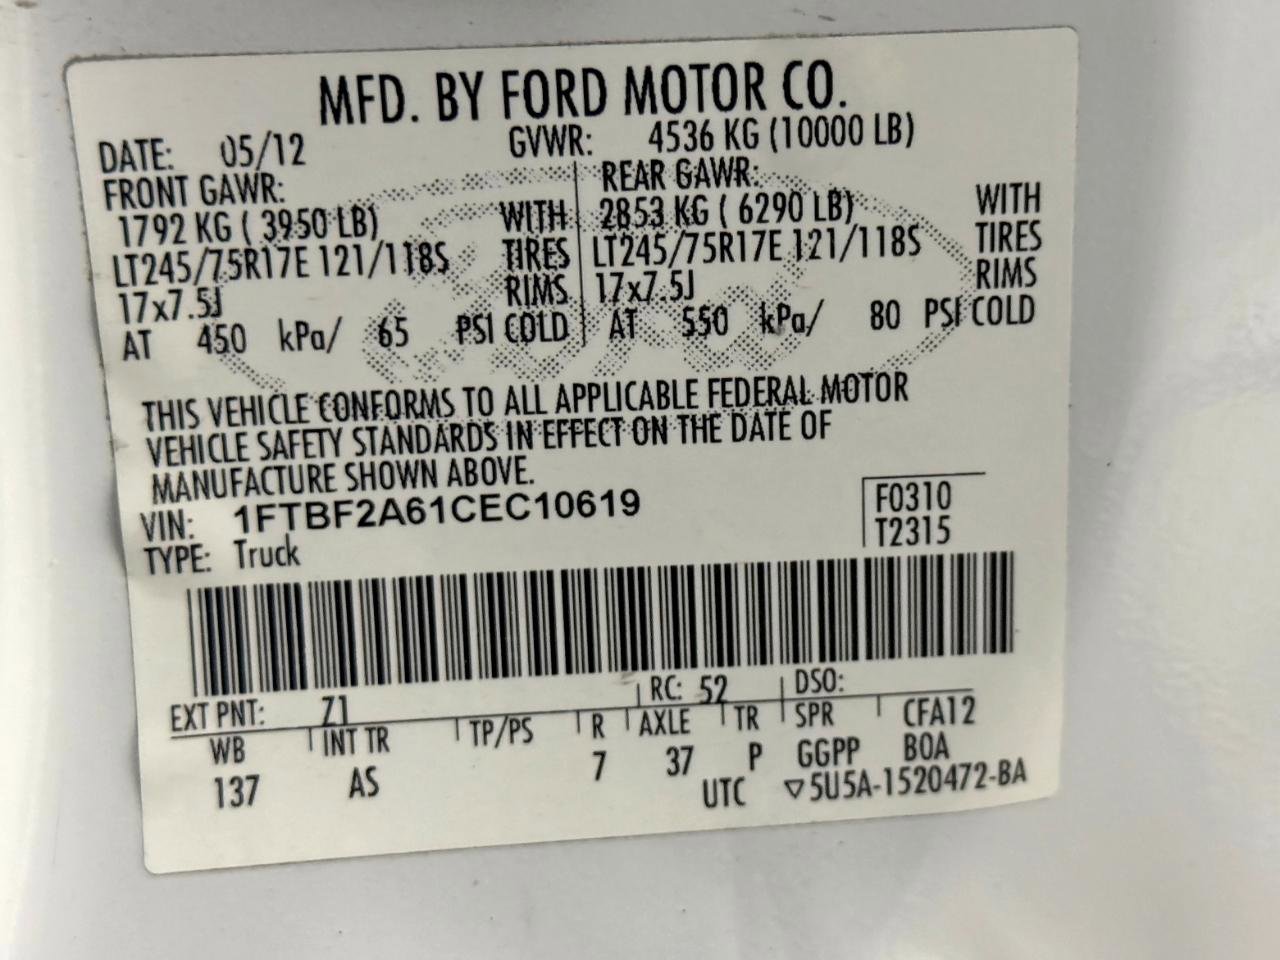 MFD. BY FORD MOTOR CO.
DATE: 05/12 GVWR: 4536 KG (10000 LB)
FRONT GAWR: REAR GAWR:
1792 KG ( 3950 LB) WITH 2853 KG ( 6290 LB) WITH
LT245/75R17E 121/118S TIRES LT245/75R17E 121/118S TIRES
17x7.5J RIMS 17x7.5J RIMS
AT 450 kPa/ 65 PSI COLD AT 550 kPa/ 80 PSI COLD
THIS VEHICLE CONFORMS TO ALL APPLICABLE FEDERAL MOTOR
VEHICLE SAFETY STANDARDS IN EFFECT ON THE DATE OF
MANUFACTURE SHOWN ABOVE.
VIN: 1FTBF2A61CEC10619 F0310
TYPE: Truck T2315
EXT PNT: Z1 RC: 52 DSO:
WB INT TR TP/PS R AXLE TR SPR CFA12
137 AS 7 37 P GGPP BOA
UTC ▽5U5A-1520472-BA